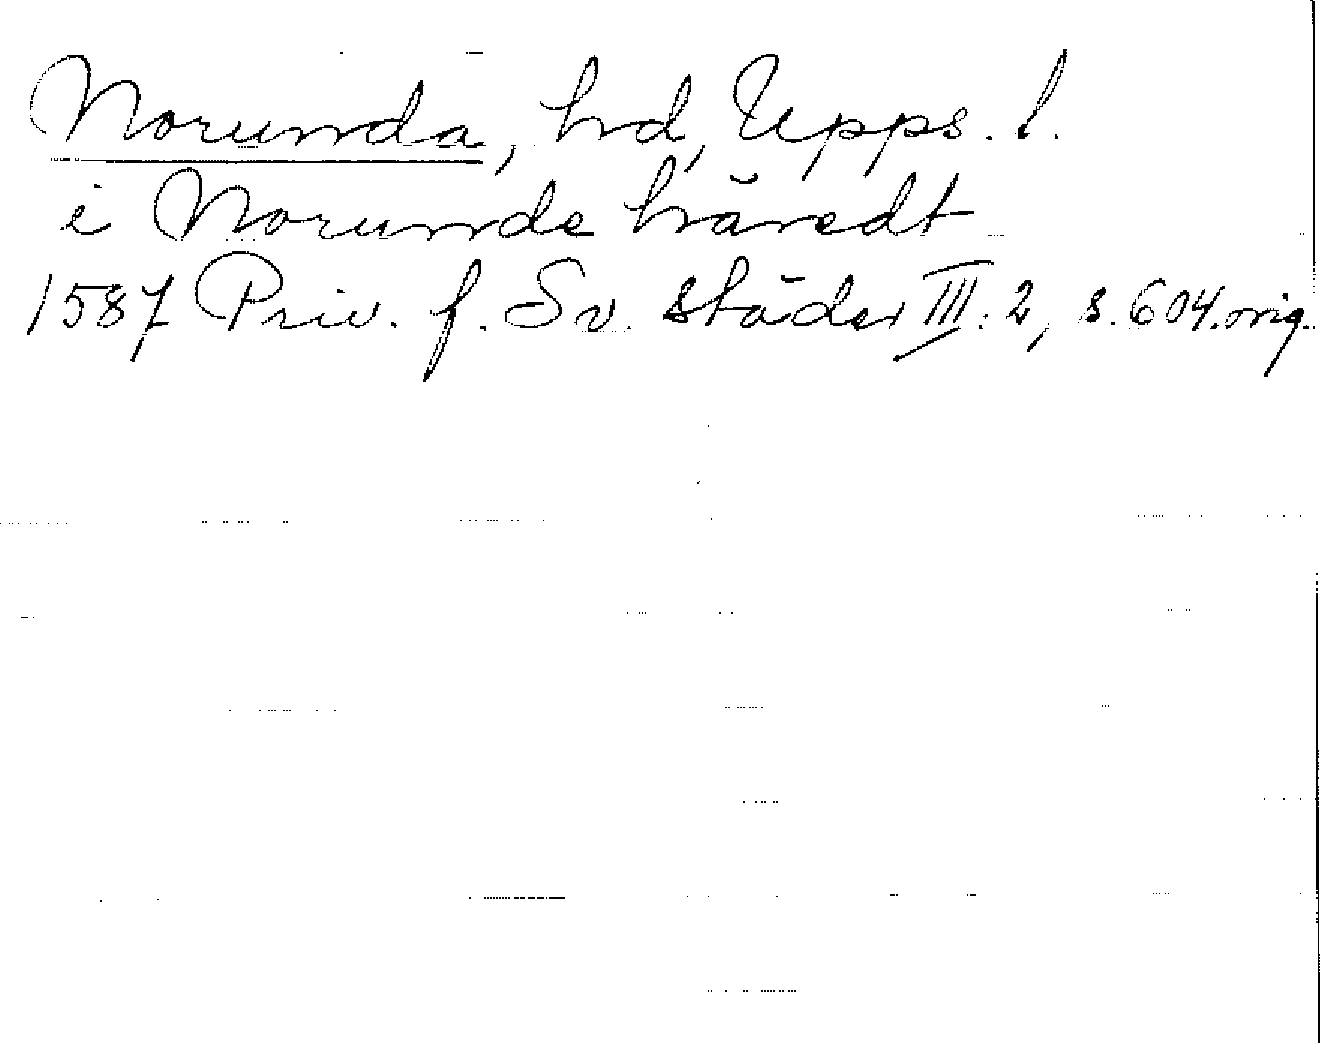 Norunda, hd, Upps. l.
i Norunde häredt
1587 Priv. f. Sv. städer III: 2, s. 604. orig.